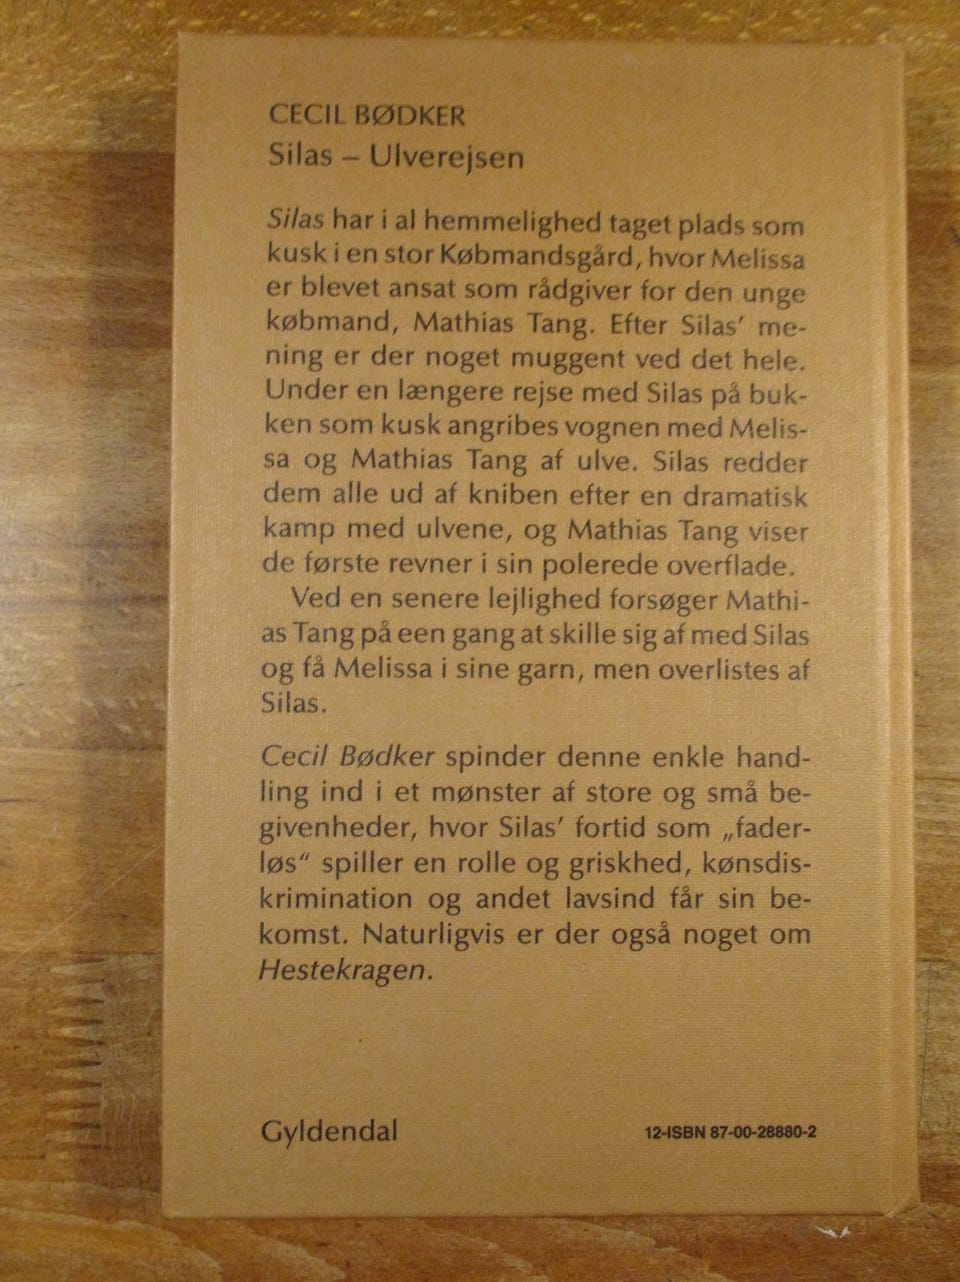 CECIL BØDKER
Silas – Ulverejsen
Silas har i al hemmelighed taget plads som
kusk i en stor Købmandsgård, hvor Melissa
er blevet ansat som rådgiver for den unge
købmand, Mathias Tang. Efter Silas' me-
ning er der noget muggent ved det hele.
Under en længere rejse med Silas på buk-
ken som kusk angribes vognen med Melis-
sa og Mathias Tang af ulve. Silas redder
dem alle ud af kniben efter en dramatisk
kamp med ulvene, og Mathias Tang viser
de første revner i sin polerede overflade.
Ved en senere lejlighed forsøger Mathi-
as Tang på een gang at skille sig af med Silas
og få Melissa i sine garn, men overlistes af
Silas.
Cecil Bødker spinder denne enkle hand-
ling ind i et mønster af store og små be-
givenheder, hvor Silas' fortid som „fader-
løs“ spiller en rolle og griskhed, kønsdis-
krimination og andet lavsind får sin be-
komst. Naturligvis er der også noget om
Hestekragen.
Gyldendal
12-ISBN 87-00-28880-2